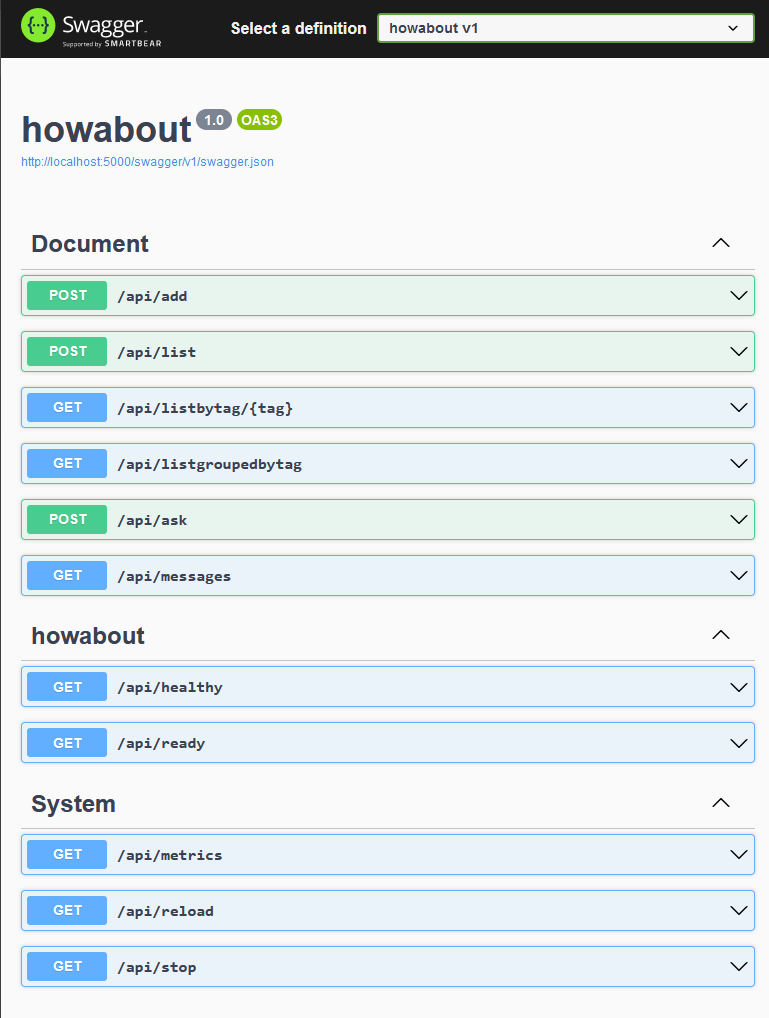 Swagger
Supported by SMARTBEAR
Select a definition
howabout v1
howabout 1.0 OAS3
http://localhost:5000/swagger/v1/swagger.json
Document
POST /api/add
POST /api/list
GET /api/listbytag/{tag}
GET /api/listgroupedbytag
POST /api/ask
GET /api/messages
howabout
GET /api/healthy
GET /api/ready
System
GET /api/metrics
GET /api/reload
GET /api/stop